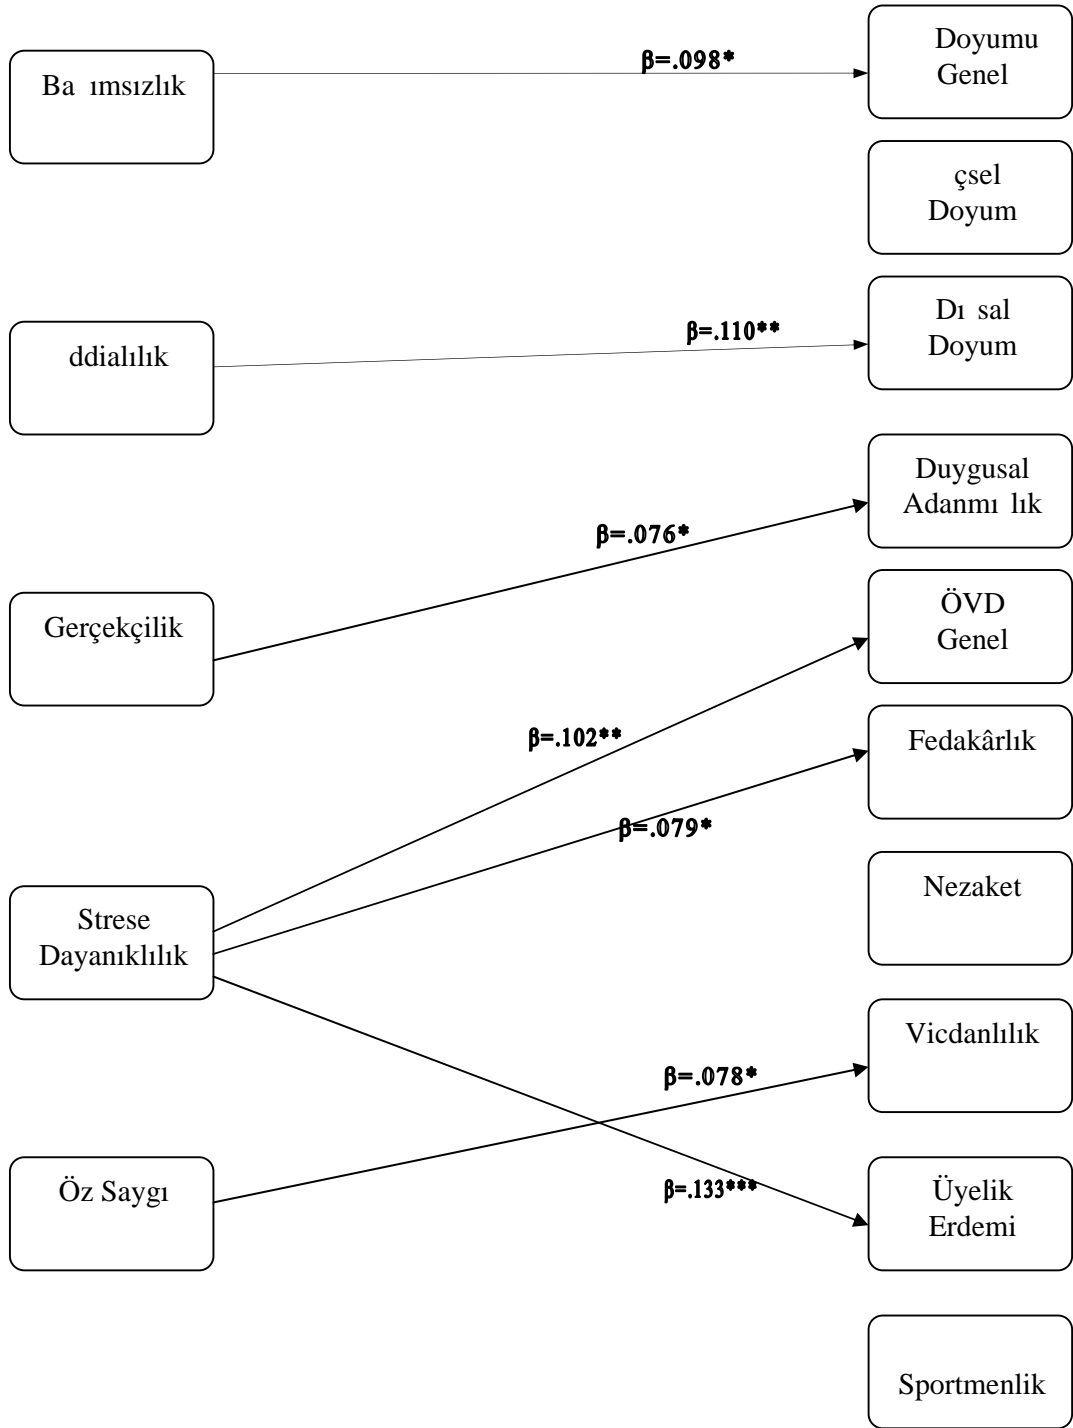 Doyumu
Genel
β=.098*
Ba ımsızlık
çsel
Doyum
Dı sal
Doyum
β=.110**
ddialılık
Duygusal
Adanmı lık
β=.076*
Gerçekçilik
ÖVD
Genel
β=.102**
Fedakârlık
β=.079*
Nezaket
Strese
Dayanıklılık
Vicdanlılık
β=.078*
Öz Saygı
β=.133***
Üyelik
Erdemi
Sportmenlik